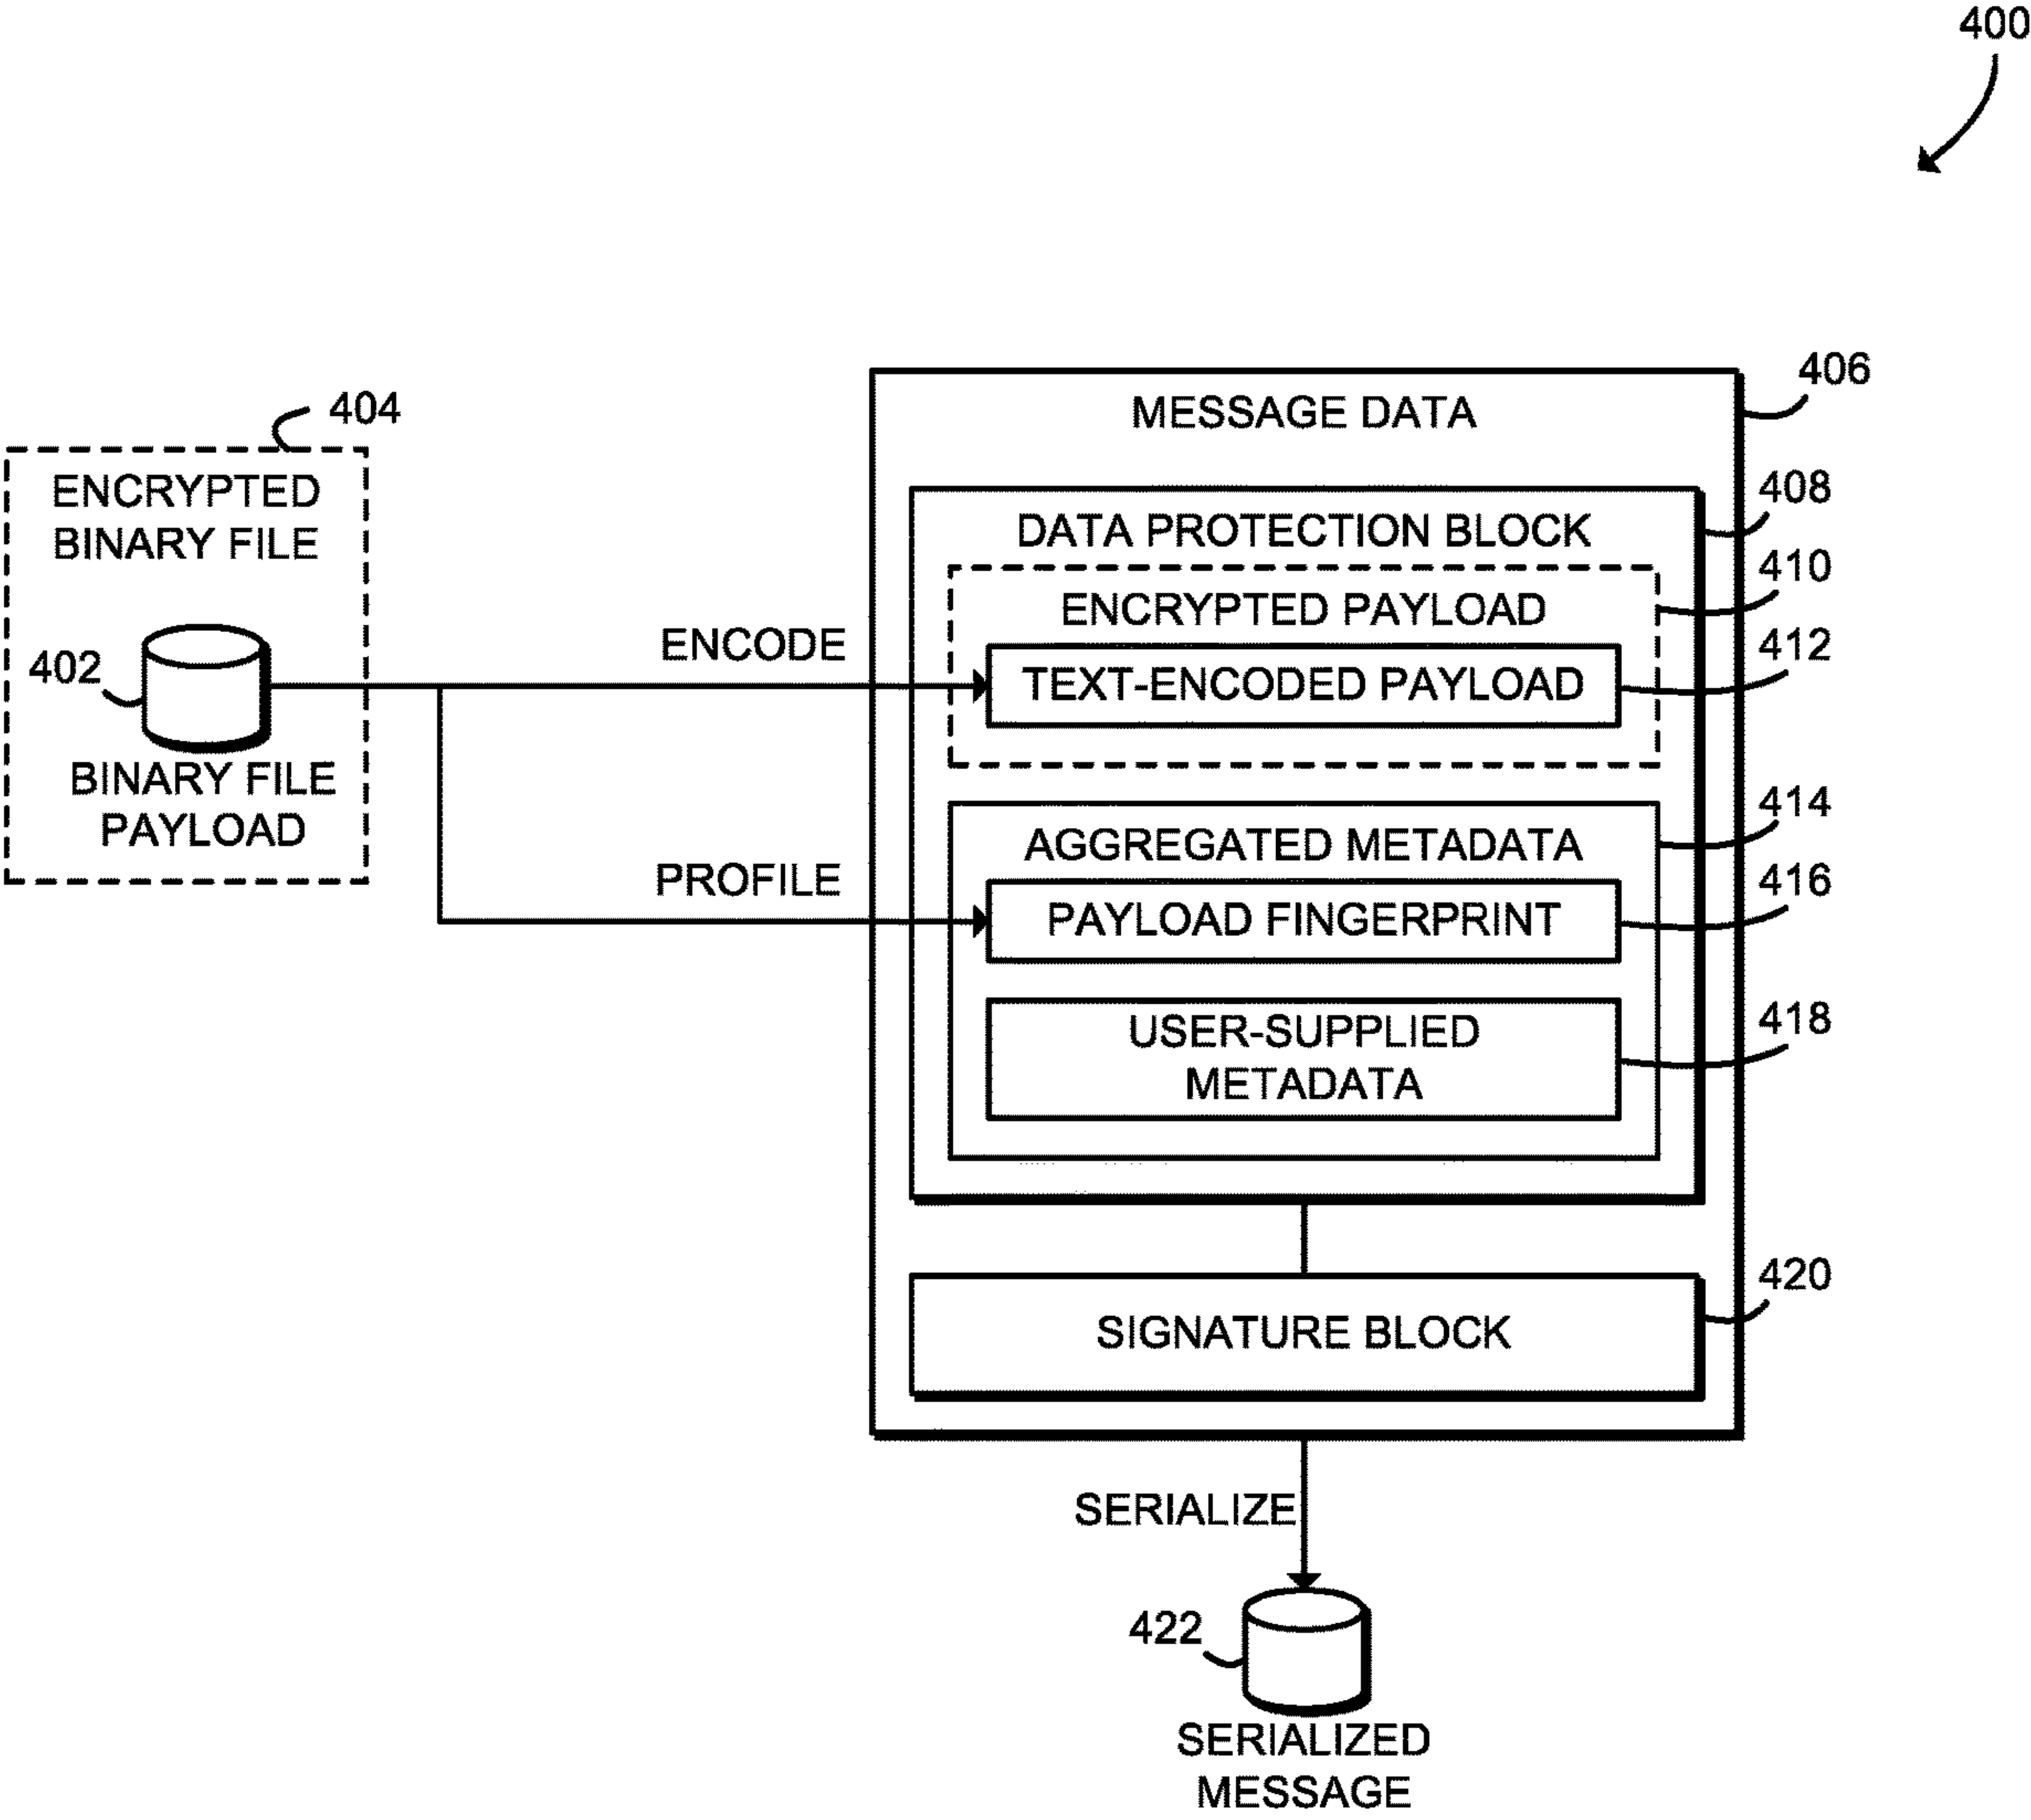 400
406
MESSAGE DATA
404
ENCRYPTED
BINARY FILE
408
DATA PROTECTION BLOCK
410
ENCRYPTED PAYLOAD
412
ENCODE
402
TEXT-ENCODED PAYLOAD
BINARY FILE
PAYLOAD
414
AGGREGATED METADATA
416
PROFILE
PAYLOAD FINGERPRINT
418
USER-SUPPLIED
METADATA
420
SIGNATURE BLOCK
SERIALIZE
422
SERIALIZED
MESSAGE